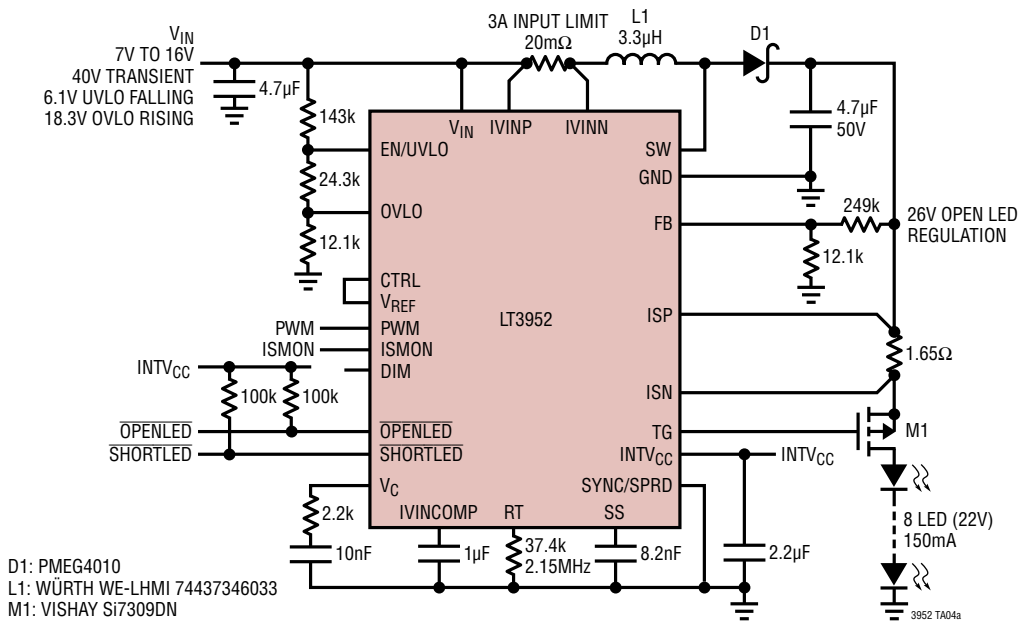 3A INPUT LIMIT
20mΩ
L1
3.3µH
D1
VIN
7V TO 16V
40V TRANSIENT
6.1V UVLO FALLING
18.3V OVLO RISING
4.7µF
143k
24.3k
12.1k
VIN
IVINP
IVINN
EN/UVLO
OVLO
CTRL
VREF
PWM
ISMON
DIM
OPENLED
SHORTLED
VC
IVINCOMP
RT
SS
LT3952
SW
GND
FB
ISP
ISN
TG
INTVCC
SYNC/SPRD
4.7µF
50V
249k
12.1k
26V OPEN LED
REGULATION
1.65Ω
M1
INTVCC
8 LED (22V)
150mA
PWM
ISMON
INTVCC
100k
100k
OPENLED
SHORTLED
2.2k
10nF
1µF
37.4k
2.15MHz
8.2nF
2.2µF
D1: PMEG4010
L1: WÜRTH WE-LHMI 74437346033
M1: VISHAY Si7309DN
3952 TA04a